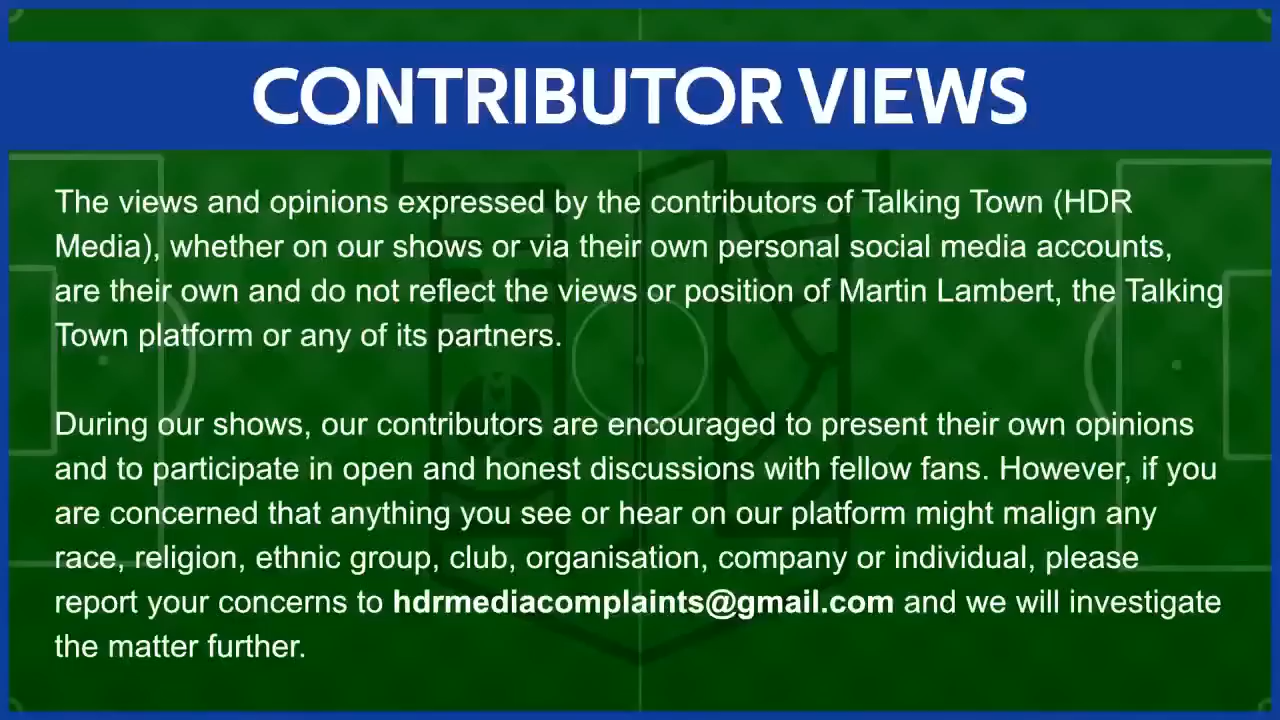 CONTRIBUTOR VIEWS
The views and opinions expressed by the contributors of Talking Town (HDR
Media), whether on our shows or via their own personal social media accounts,
are their own and do not reflect the views or position of Martin Lambert, the Talking
Town platform or any of its partners.
During our shows, our contributors are encouraged to present their own opinions
and to participate in open and honest discussions with fellow fans. However, if you
are concerned that anything you see or hear on our platform might malign any
race, religion, ethnic group, club, organisation, company or individual, please
report your concerns to hdrmediacomplaints@gmail.com and we will investigate
the matter further.